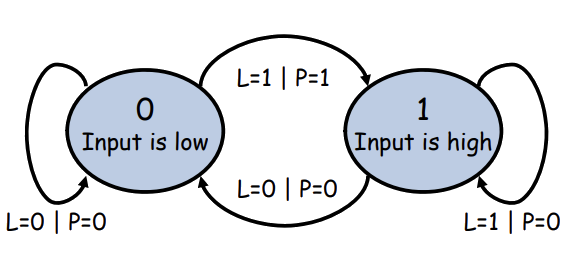 L=1 | P=1
0
Input is low
1
Input is high
L=0 | P=0
L=0 | P=0
L=1 | P=0